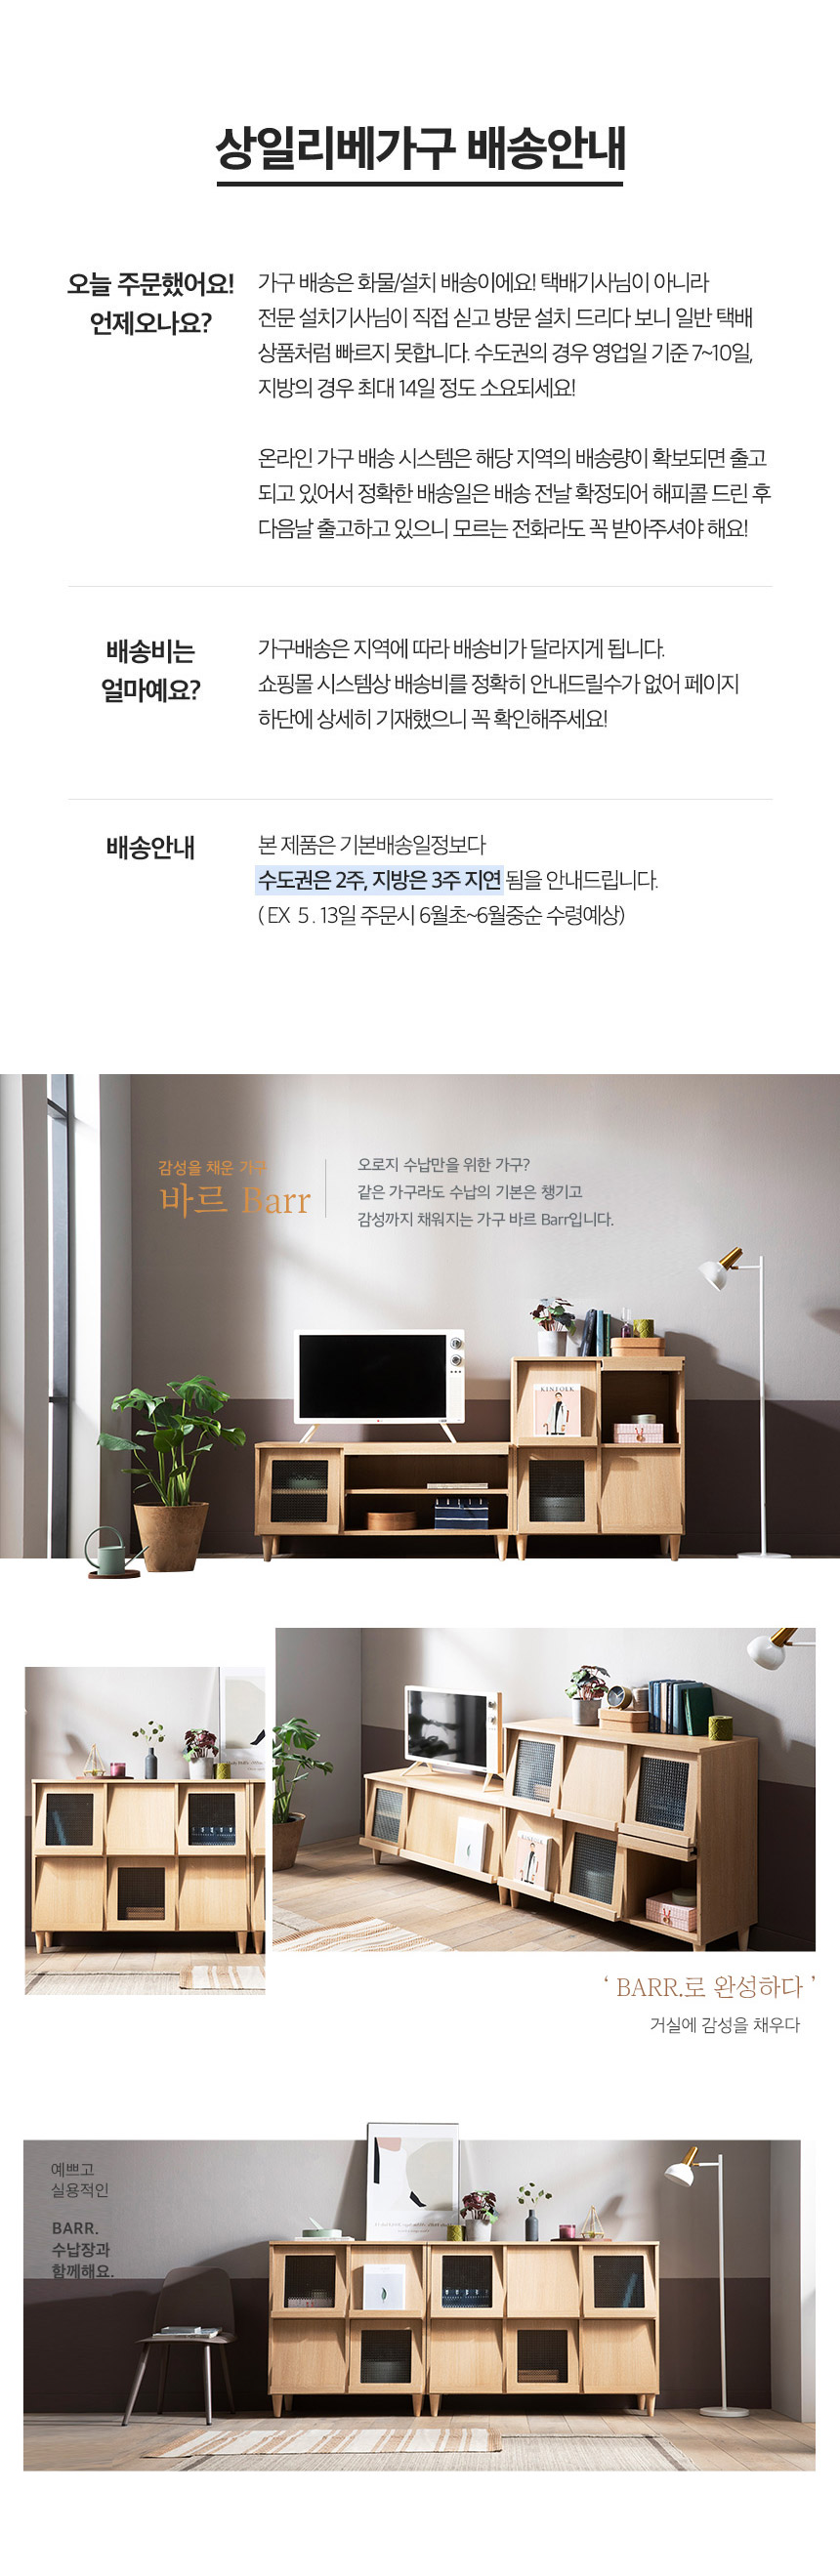 상일리베가구 배송안내
오늘 주문했어요!
언제오나요?
가구 배송은 화물/설치 배송이에요! 택배기사님이 아니라
전문 설치기사님이 직접 싣고 방문 설치 드리다 보니 일반 택배
상품처럼 빠르지 못합니다. 수도권의 경우 영업일 기준 7~10일,
지방의 경우 최대 14일 정도 소요되세요!
온라인 가구 배송 시스템은 해당 지역의 배송량이 확보되면 출고
되고 있어서 정확한 배송일은 배송 전날 확정되어 해피콜 드린 후
다음날 출고하고 있으니 모르는 전화라도 꼭 받아주셔야 해요!
배송비는
얼마예요?
가구배송은 지역에 따라 배송비가 달라지게 됩니다.
쇼핑몰 시스템상 배송비를 정확히 안내드릴수가 없어 페이지
하단에 상세히 기재했으니 꼭 확인해주세요!
배송안내
본 제품은 기본배송일정보다
수도권은 2주, 지방은 3주 지연 됨을 안내드립니다.
( EX 5 . 13일 주문시 6월초~6월중순 수령예상)
감성을 채운 가구
바르 Barr
오로지 수납만을 위한 가구?
같은 가구라도 수납의 기본은 챙기고
감성까지 채워지는 가구 바르 Barr입니다.
KINFOLK
KINFOLK
‘ BARR.로 완성하다 ’
거실에 감성을 채우다
예쁘고
실용적인
BARR.
수납장과
함께해요.